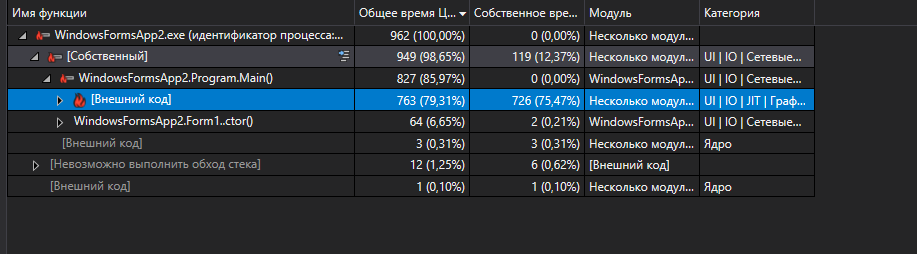 Имя функции Общее время Ц... Собственное вре... Модуль Категория
WindowsFormsApp2.exe (идентификатор процесса:... 962 (100,00%) 0 (0,00%) Несколько модул...
[Собственный] 949 (98,65%) 119 (12,37%) Несколько модул... UI | IO | Сетевые...
WindowsFormsApp2.Program.Main() 827 (85,97%) 0 (0,00%) WindowsFormsAp... UI | IO | Сетевые...
[Внешний код] 763 (79,31%) 726 (75,47%) Несколько модул... UI | IO | JIT | Граф...
WindowsFormsApp2.Form1..ctor() 64 (6,65%) 2 (0,21%) WindowsFormsAp... UI | IO | Сетевые...
[Внешний код] 3 (0,31%) 3 (0,31%) Несколько модул... Ядро
[Невозможно выполнить обход стека] 12 (1,25%) 6 (0,62%) [Внешний код]
[Внешний код] 1 (0,10%) 1 (0,10%) Несколько модул... Ядро